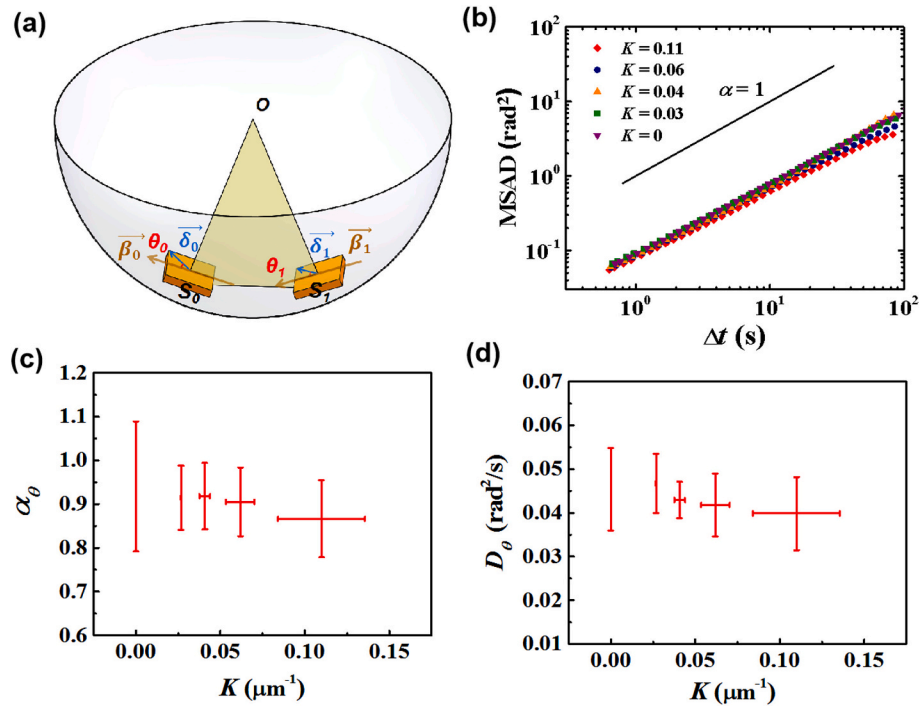 (a)
O
β₀
θ₀
δ₀
S₀
θ₁
δ₁
β₁
S₁
(b)
MSAD (rad²)
10²
10¹
10⁰
10⁻¹
K = 0.11
K = 0.06
K = 0.04
K = 0.03
K = 0
α = 1
10⁰ 10¹ 10²
Δt (s)
(c)
αθ
1.2
1.1
1.0
0.9
0.8
0.7
0.6
0.00 0.05 0.10 0.15
K (μm⁻¹)
(d)
Dθ (rad²/s)
0.07
0.06
0.05
0.04
0.03
0.02
0.01
0.00 0.05 0.10 0.15
K (μm⁻¹)